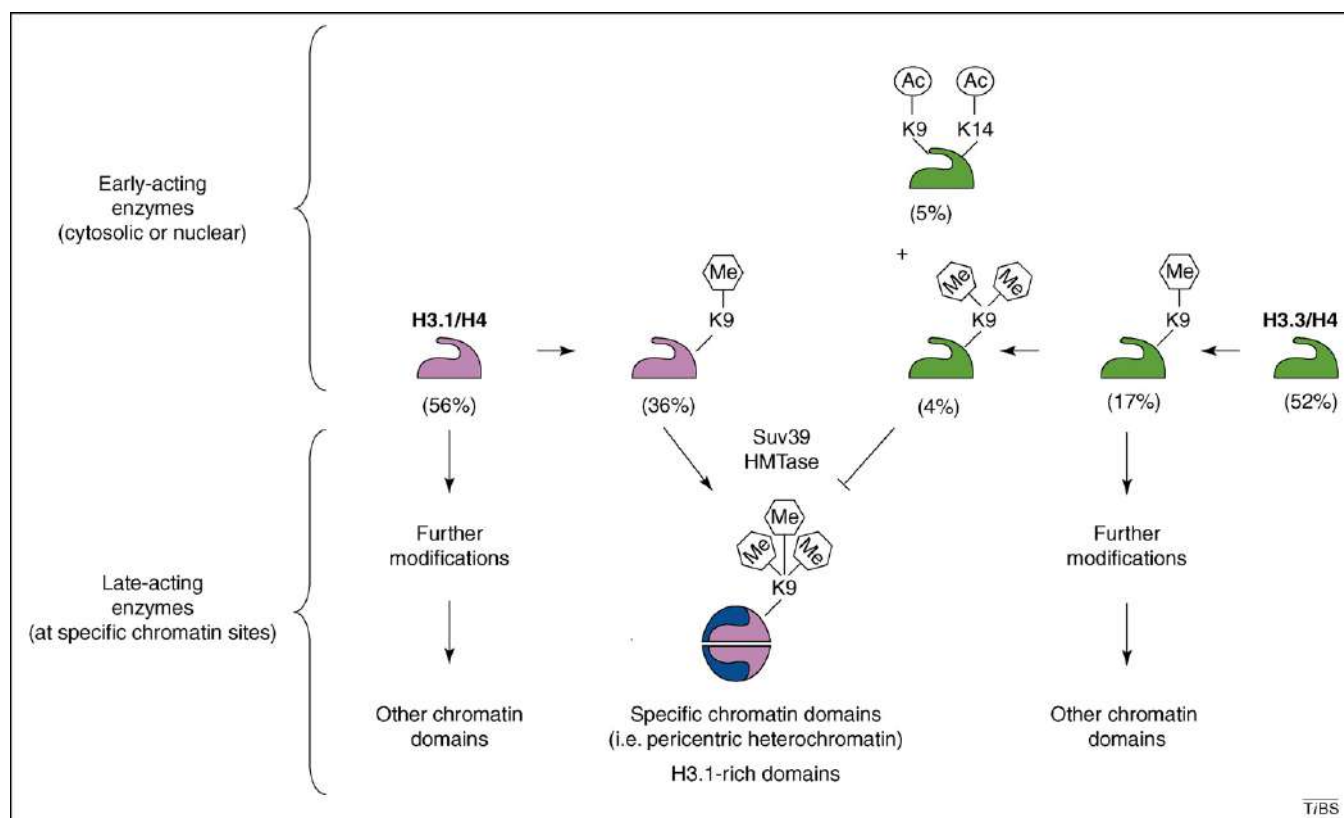 Ac
Ac
K9
K14
(5%)
+
Early-acting
enzymes
(cytosolic or nuclear)
H3.1/H4
(56%)
Me
K9
(36%)
Me
Me
K9
(4%)
Me
K9
(17%)
H3.3/H4
(52%)
Suv39
HMTase
Late-acting
enzymes
(at specific chromatin sites)
Further
modifications
Me
Me
Me
K9
Further
modifications
Other chromatin
domains
Specific chromatin domains
(i.e. pericentric heterochromatin)
H3.1-rich domains
Other chromatin
domains
TiBS